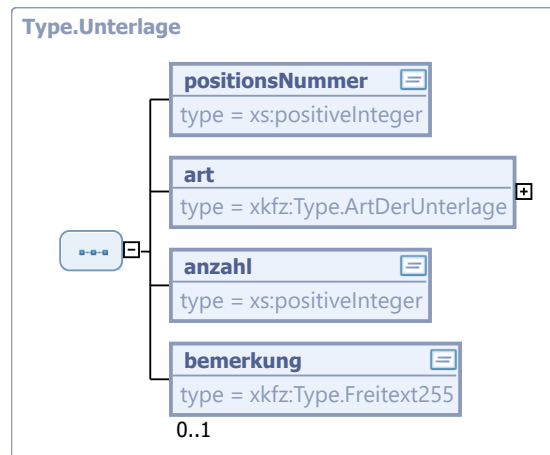 Type.Unterlage
positionsNummer
type = xs:positiveInteger
art
type = xkfz:Type.ArtDerUnterlage
anzahl
type = xs:positiveInteger
bemerkung
type = xkfz:Type.Freitext255
0..1